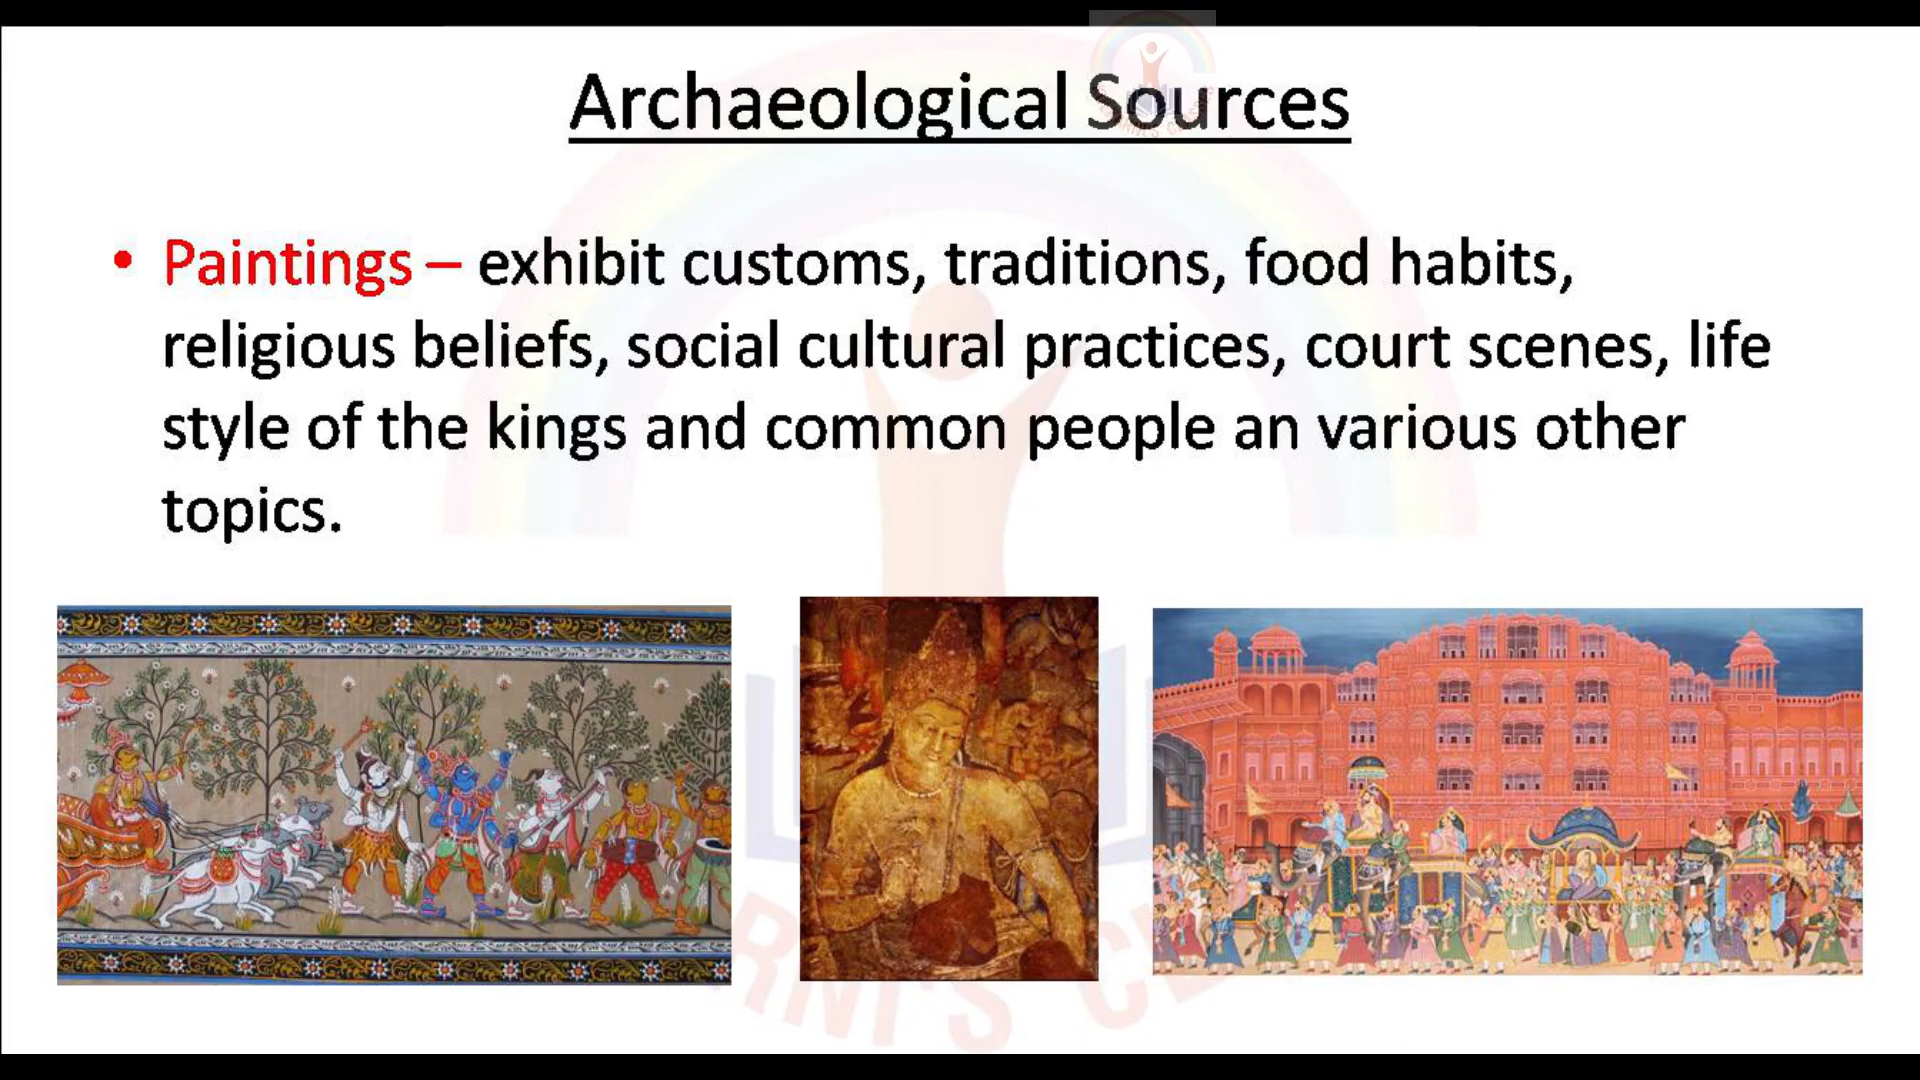 Archaeological Sources
• Paintings – exhibit customs, traditions, food habits,
religious beliefs, social cultural practices, court scenes, life
style of the kings and common people an various other
topics.